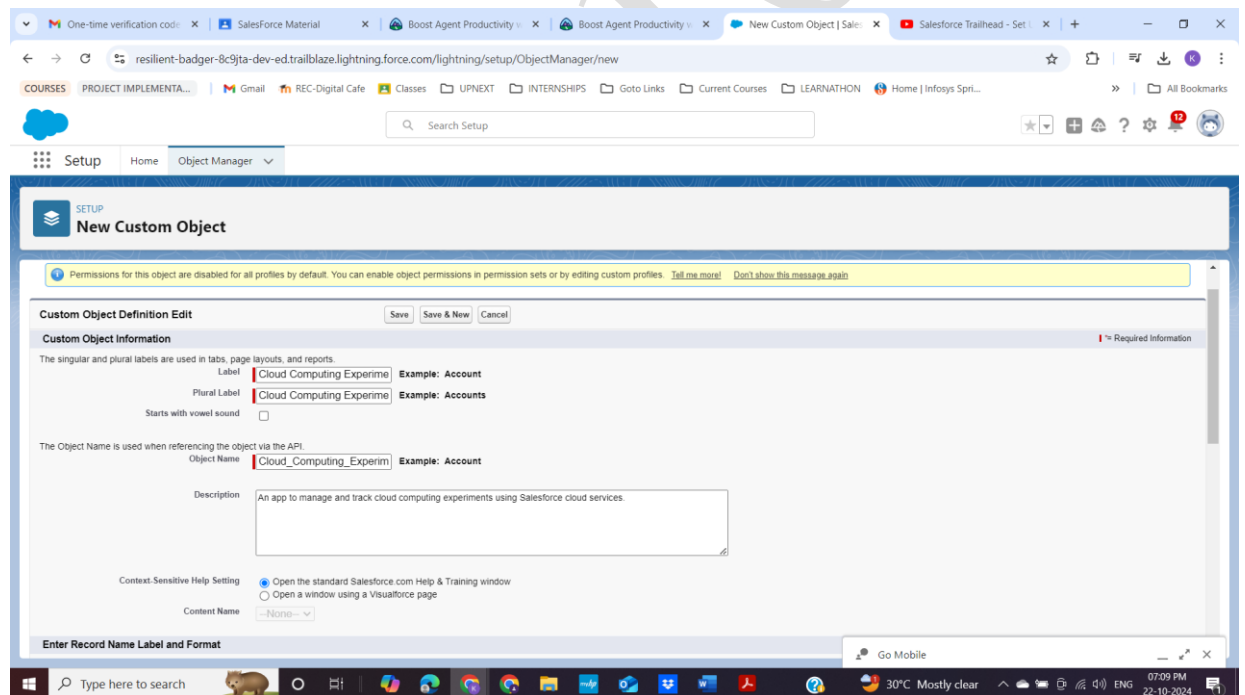 One-time verification code
SalesForce Material
Boost Agent Productivity
Boost Agent Productivity
New Custom Object | Sales
Salesforce Trailhead - Set
resilient-badger-8c9jta-dev-ed.trailblaze.lightning.force.com/lightning/setup/ObjectManager/new
K
COURSES PROJECT IMPLEMENTA... Gmail REC-Digital Cafe Classes UPNEXT INTERNSHIPS Goto Links Current Courses LEARNATHON Home | Infosys Spri... » All Bookmarks
Search Setup
12
Setup Home Object Manager
SETUP
New Custom Object
Permissions for this object are disabled for all profiles by default. You can enable object permissions in permission sets or by editing custom profiles. Tell me more! Don't show this message again
Custom Object Definition Edit Save Save & New Cancel
Custom Object Information = Required Information
The singular and plural labels are used in tabs, page layouts, and reports.
Label Cloud Computing Experime Example: Account
Plural Label Cloud Computing Experime Example: Accounts
Starts with vowel sound
The Object Name is used when referencing the object via the API.
Object Name Cloud_Computing_Experim Example: Account
Description An app to manage and track cloud computing experiments using Salesforce cloud services.
Context-Sensitive Help Setting Open the standard Salesforce.com Help & Training window
Open a window using a Visualforce page
Content Name --None--
Enter Record Name Label and Format
Go Mobile
Type here to search 30°C Mostly clear ENG 07:09 PM
22-10-2024